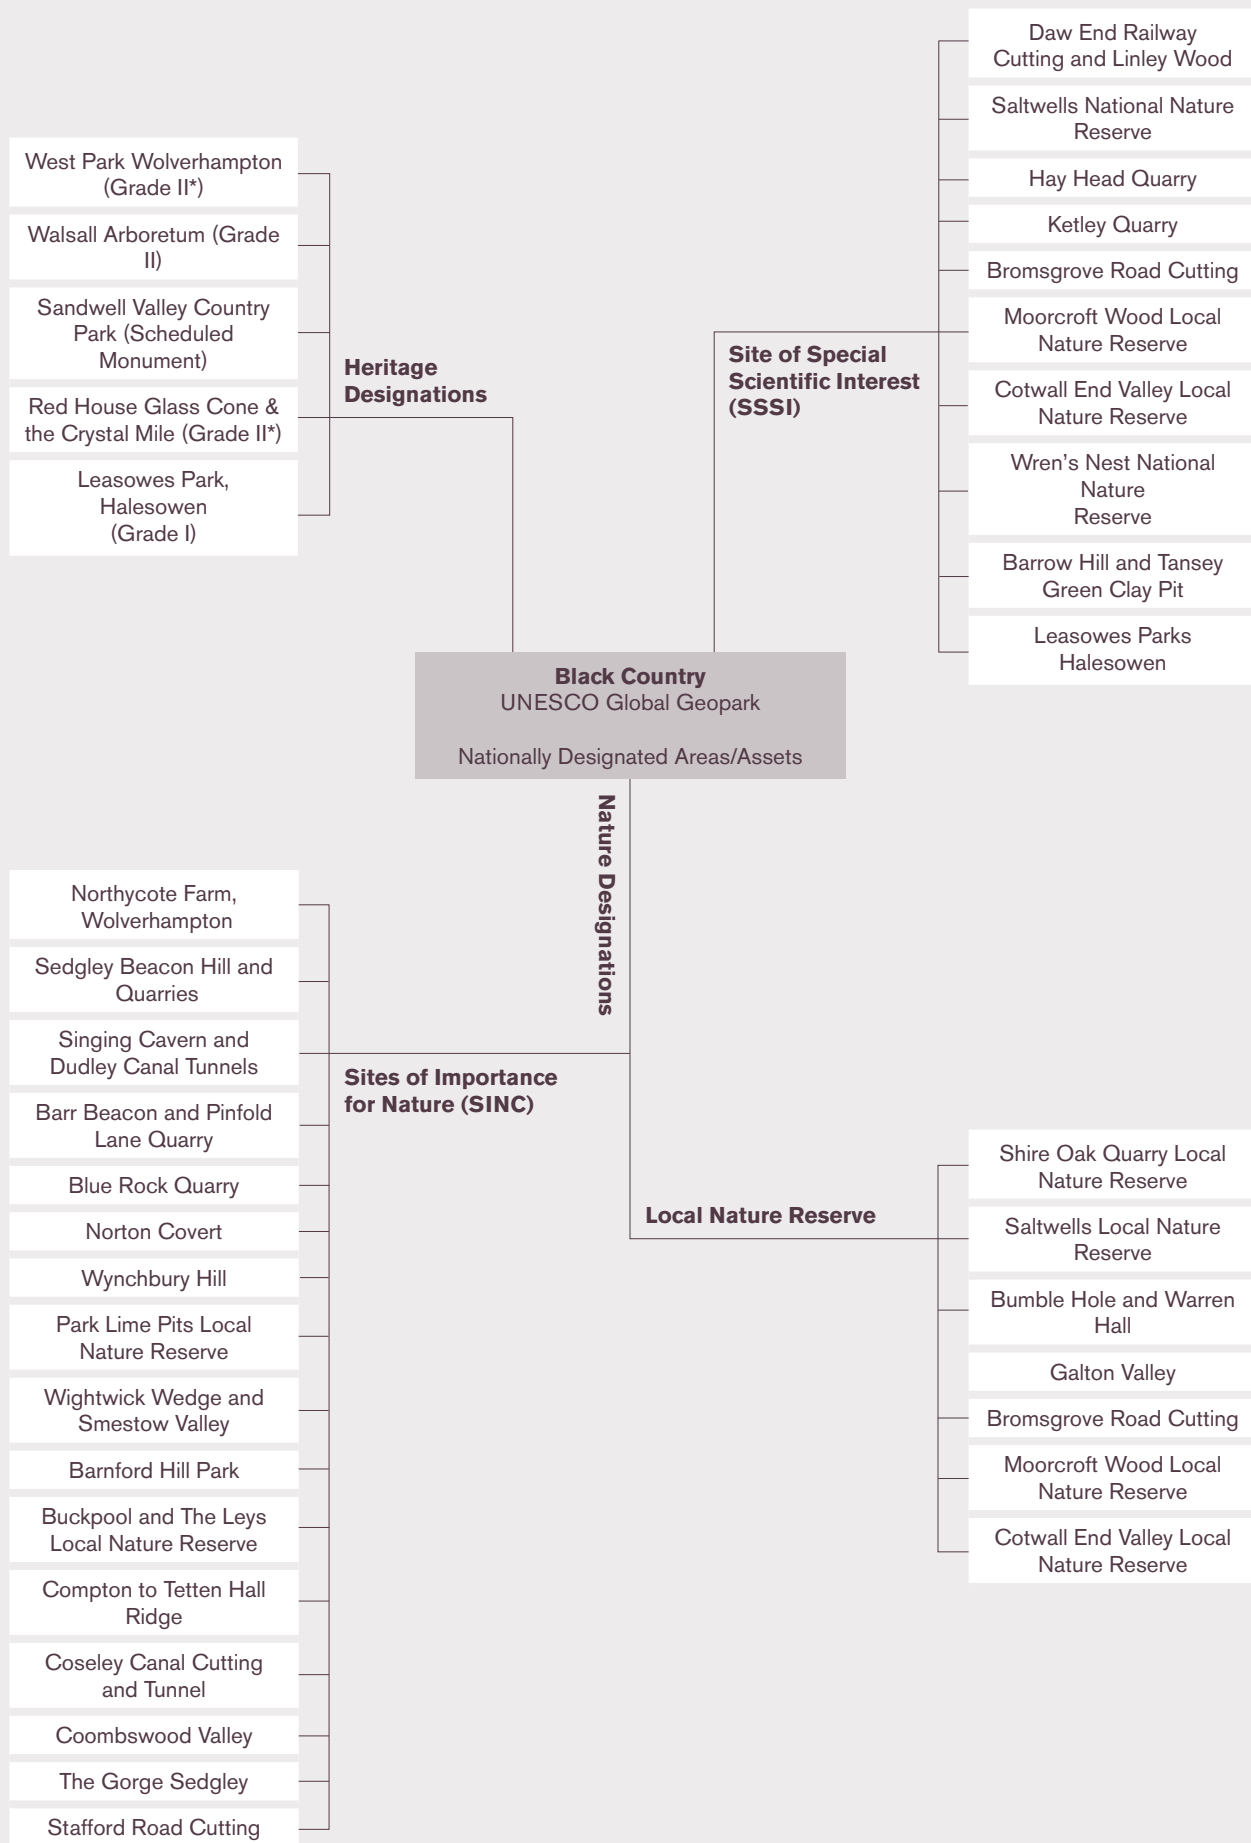 West Park Wolverhampton
(Grade II*)
Walsall Arboretum (Grade
II)
Sandwell Valley Country
Park (Scheduled
Monument)
Red House Glass Cone &
the Crystal Mile (Grade II*)
Leasowes Park,
Halesowen
(Grade I)
Heritage
Designations
Site of Special
Scientific Interest
(SSSI)
Daw End Railway
Cutting and Linley Wood
Saltwells National Nature
Reserve
Hay Head Quarry
Ketley Quarry
Bromsgrove Road Cutting
Moorcroft Wood Local
Nature Reserve
Cotwall End Valley Local
Nature Reserve
Wren's Nest National
Nature
Reserve
Barrow Hill and Tansey
Green Clay Pit
Leasowes Parks
Halesowen
Black Country
UNESCO Global Geopark
Nationally Designated Areas/Assets
Nature Designations
Northycote Farm,
Wolverhampton
Sedgley Beacon Hill and
Quarries
Singing Cavern and
Dudley Canal Tunnels
Barr Beacon and Pinfold
Lane Quarry
Blue Rock Quarry
Norton Covert
Wynchbury Hill
Park Lime Pits Local
Nature Reserve
Wightwick Wedge and
Smestow Valley
Barnford Hill Park
Buckpool and The Leys
Local Nature Reserve
Compton to Tetten Hall
Ridge
Coseley Canal Cutting
and Tunnel
Coombswood Valley
The Gorge Sedgley
Stafford Road Cutting
Sites of Importance
for Nature (SINC)
Local Nature Reserve
Shire Oak Quarry Local
Nature Reserve
Saltwells Local Nature
Reserve
Bumble Hole and Warren
Hall
Galton Valley
Bromsgrove Road Cutting
Moorcroft Wood Local
Nature Reserve
Cotwall End Valley Local
Nature Reserve